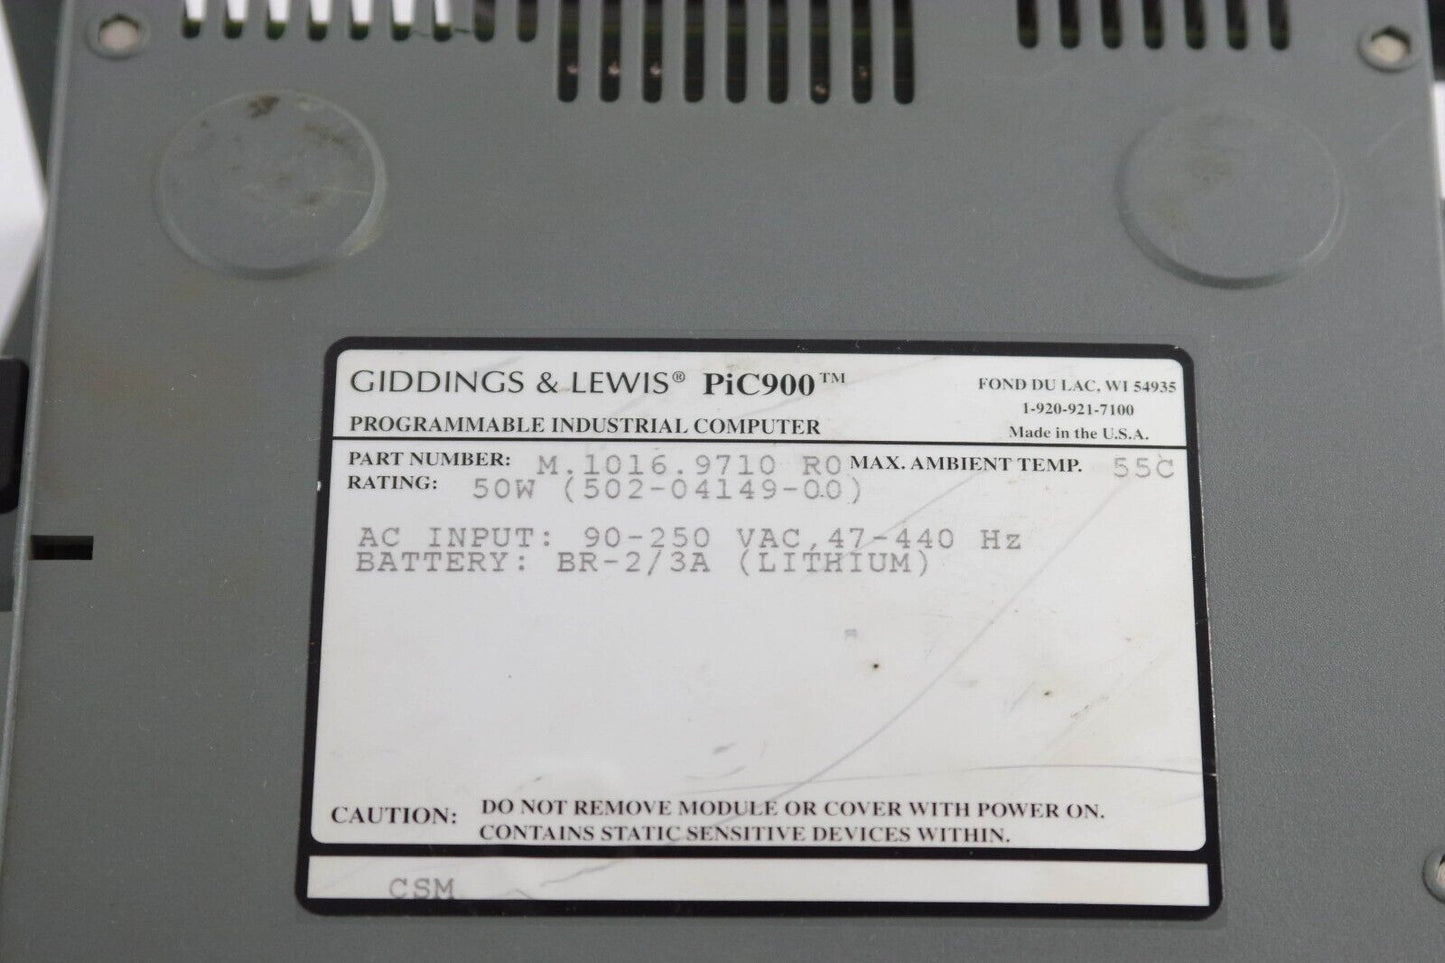 GIDDINGS & LEWIS® PiC900™
PROGRAMMABLE INDUSTRIAL COMPUTER
FOND DU LAC, WI 54935
1-920-921-7100
Made in the U.S.A.
PART NUMBER: M.1016.9710 R0 MAX. AMBIENT TEMP. 55C
RATING: 50W (502-04149-00)
AC INPUT: 90-250 VAC,47-440 Hz
BATTERY: BR-2/3A (LITHIUM)
CAUTION: DO NOT REMOVE MODULE OR COVER WITH POWER ON.
CONTAINS STATIC SENSITIVE DEVICES WITHIN.
CSM